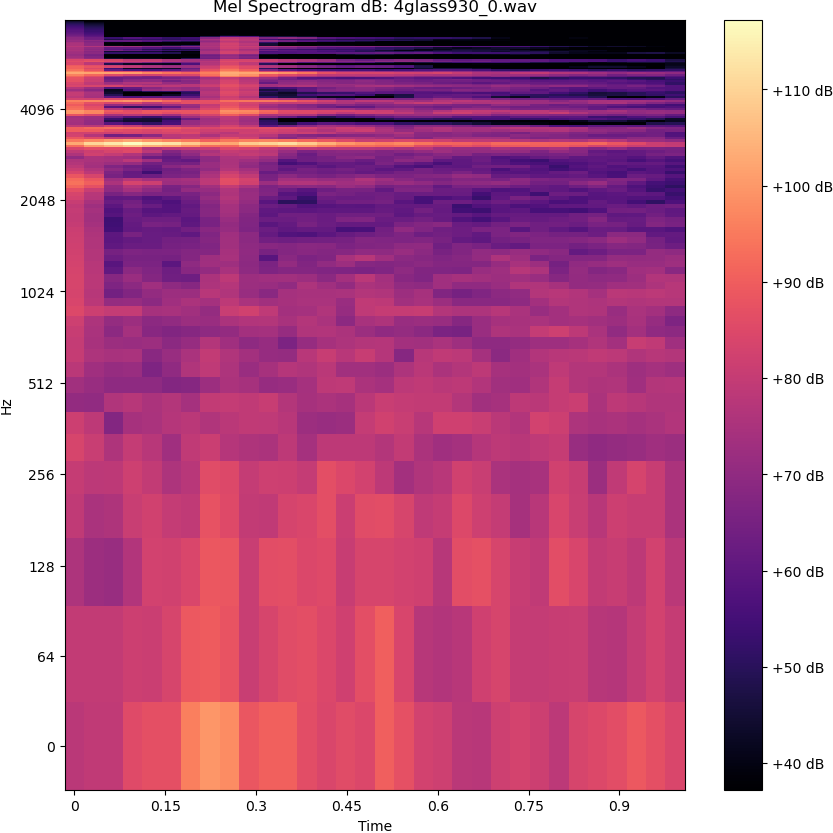 Mel Spectrogram dB: 4glass930_0.wav
Hz
4096
2048
1024
512
256
128
64
0
0 0.15 0.3 0.45 0.6 0.75 0.9
Time
+110 dB
+100 dB
+90 dB
+80 dB
+70 dB
+60 dB
+50 dB
+40 dB